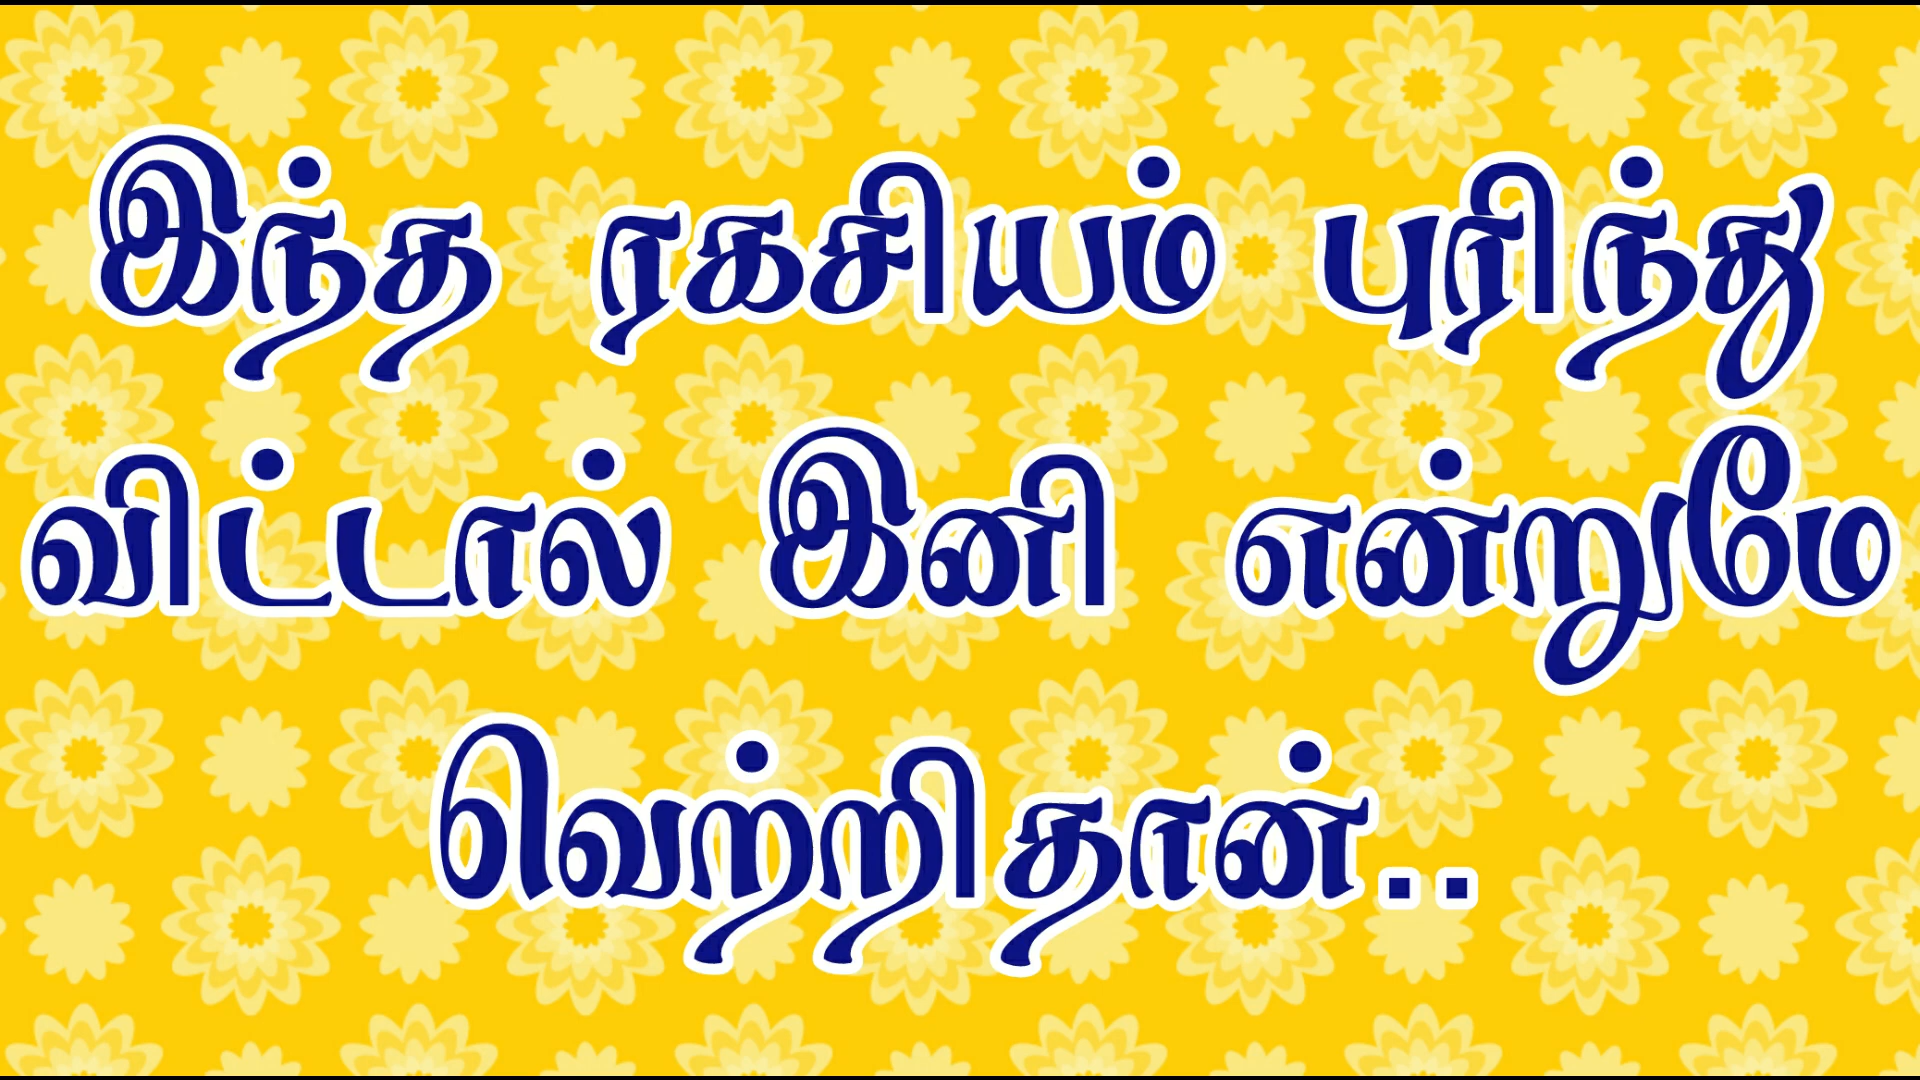 இந்த ரகசியம் புரிந்து
விட்டால் இனி என்றுமே
வெற்றிதான்..